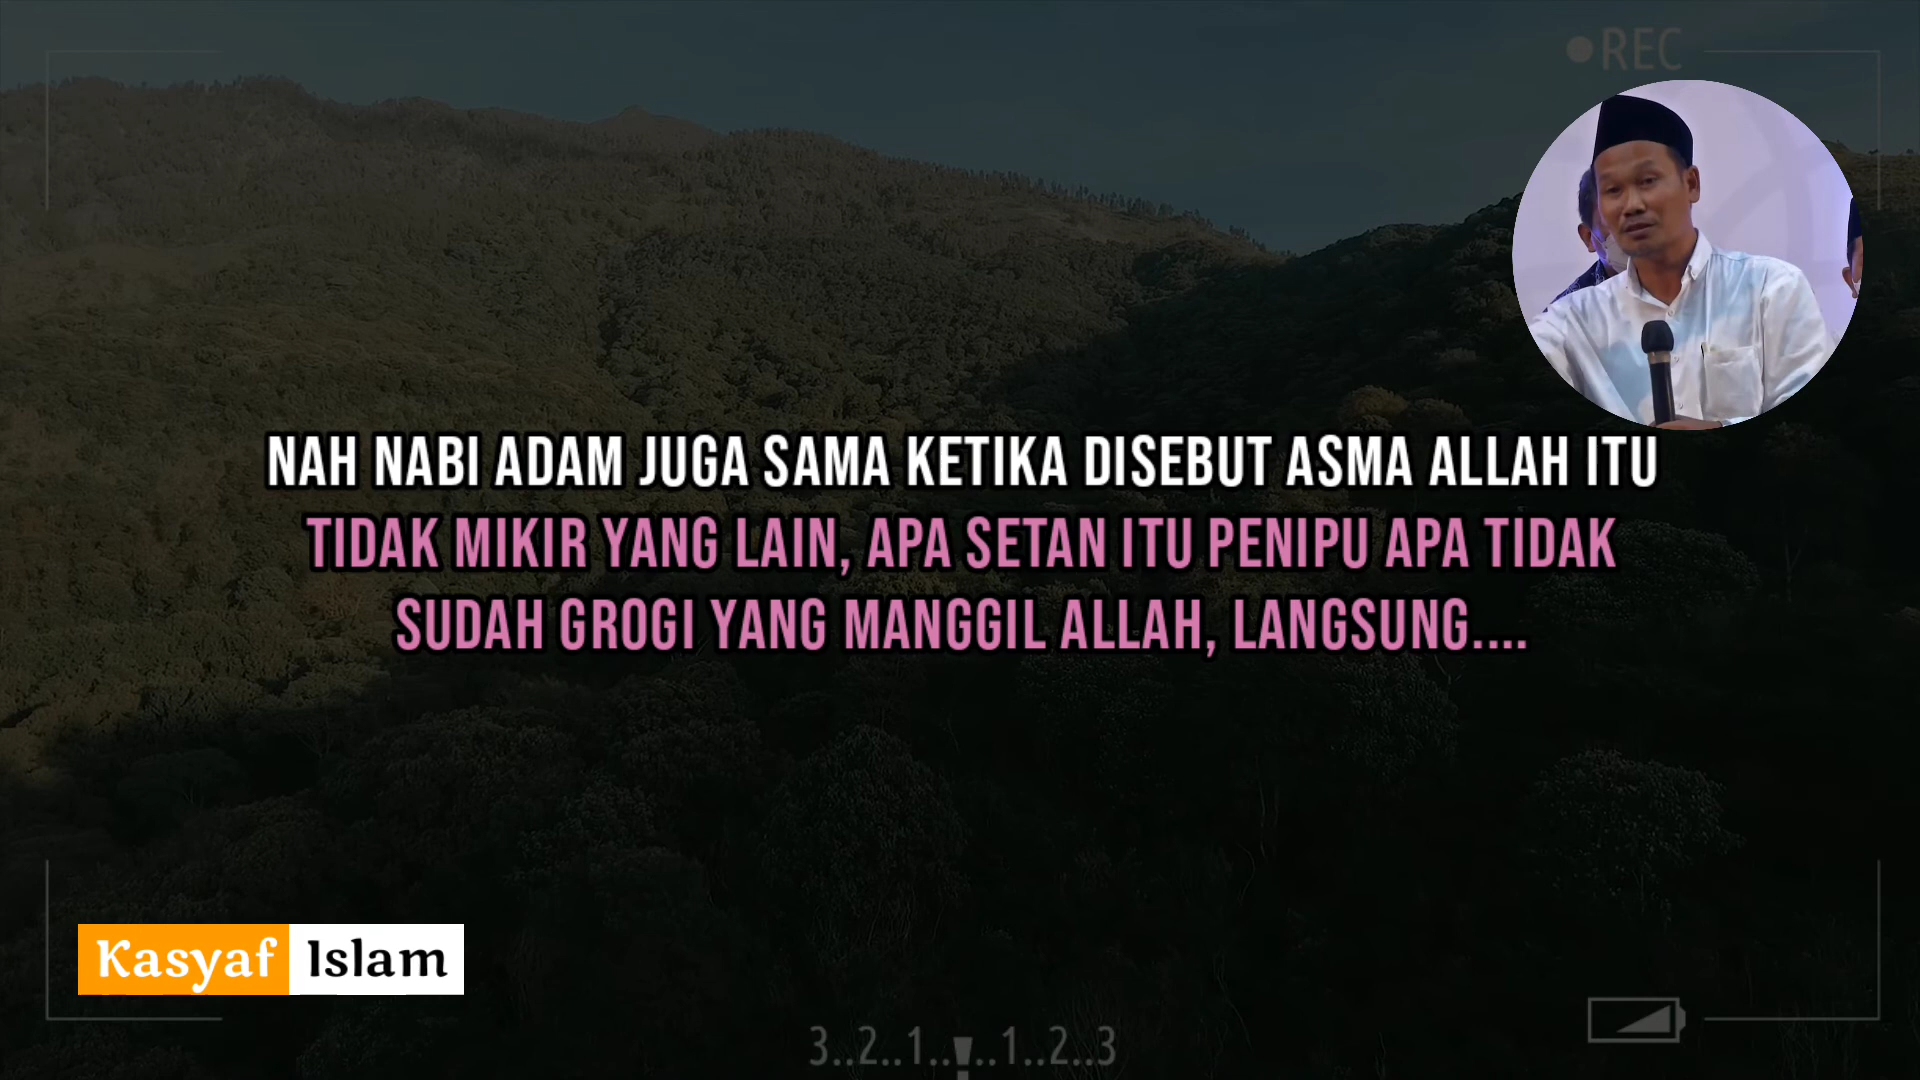 REC
NAH NABI ADAM JUGA SAMA KETIKA DISEBUT ASMA ALLAH ITU
TIDAK MIKIR YANG LAIN, APA SETAN ITU PENIPU APA TIDAK
SUDAH GROGI YANG MANGGIL ALLAH, LANGSUNG....
Kasyaf Islam
3..2..1..!..1..2..3